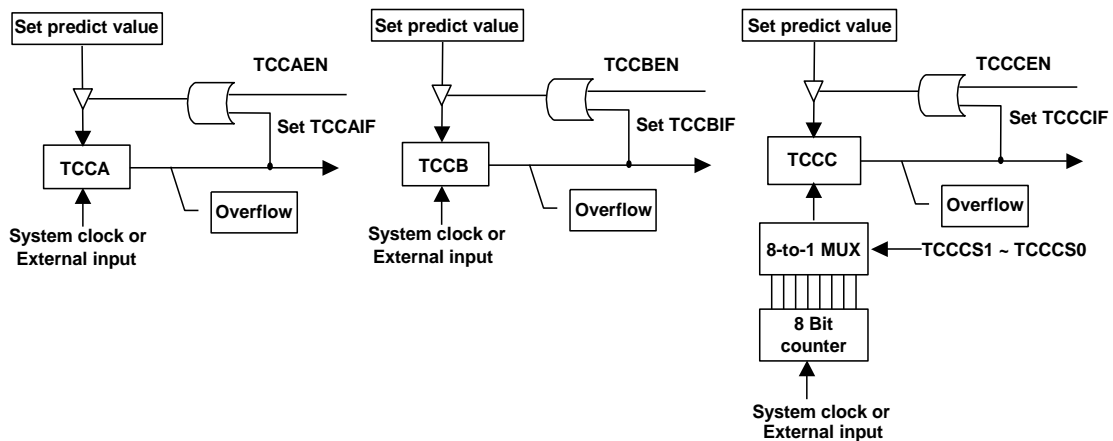 Set predict value
TCCAEN
Set TCCAIF
TCCA
Overflow
System clock or
External input
Set predict value
TCCBEN
Set TCCBIF
TCCB
Overflow
System clock or
External input
Set predict value
TCCCEN
Set TCCCIF
TCCC
Overflow
8-to-1 MUX
TCCCS1 ~ TCCCS0
8 Bit
counter
System clock or
External input